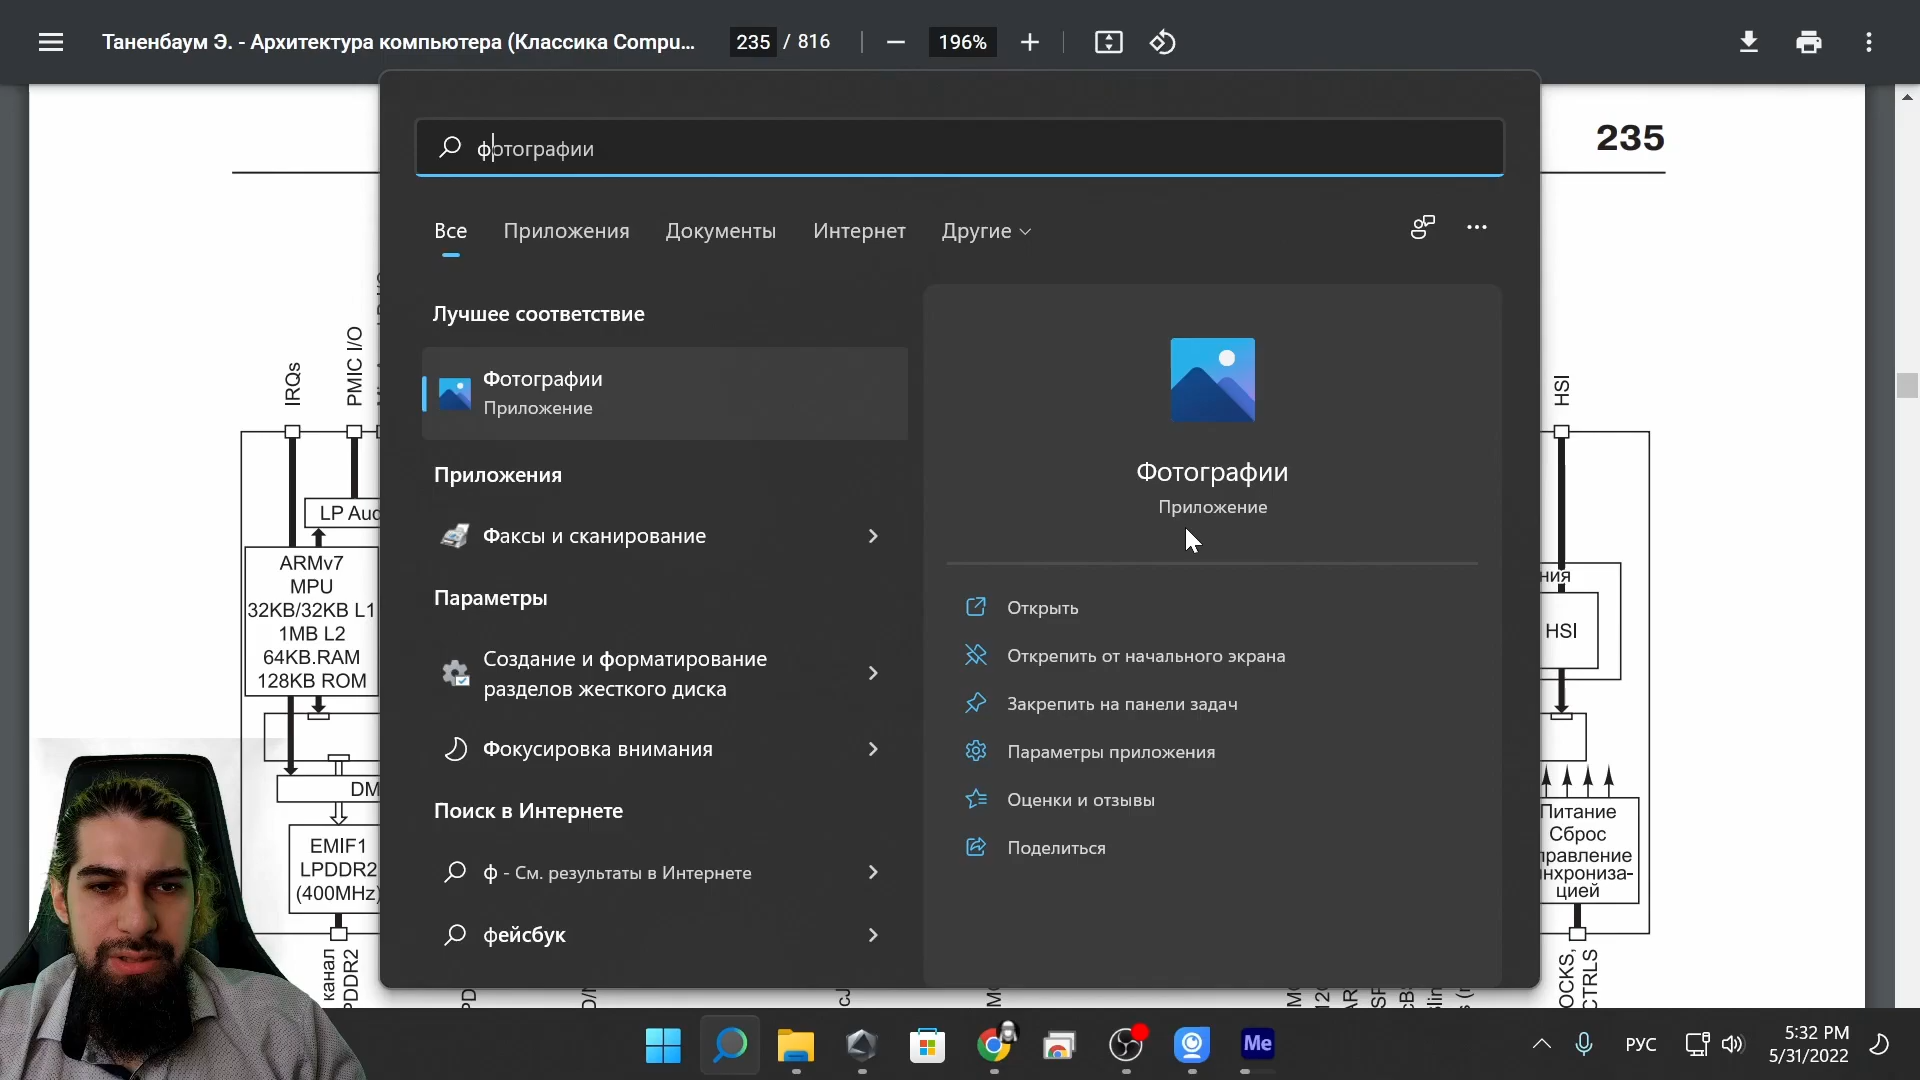 Таненбаум Э. - Архитектура компьютера (Классика Compu...
235 / 816
196%
235
фотографии
Все
Приложения
Документы
Интернет
Другие
Лучшее соответствие
Фотографии
Приложение
Приложения
Факсы и сканирование
Параметры
Создание и форматирование
разделов жесткого диска
Фокусировка внимания
Поиск в Интернете
ф - См. результаты в Интернете
фейсбук
Фотографии
Приложение
Открыть
Открепить от начального экрана
Закрепить на панели задач
Параметры приложения
Оценки и отзывы
Поделиться
IRQs
PMIC I/O
LP Aud
ARMv7
MPU
32KB/32KB L1
1MB L2
64KB.RAM
128KB ROM
DM
EMIF1
LPDDR2
(400MHz)
канал
PDDR2
HSI
ния
HSI
Питание
Сброс
правление
нхрониза-
цией
OCKS,
CTRLS
Me
РУС
5:32 PM
5/31/2022